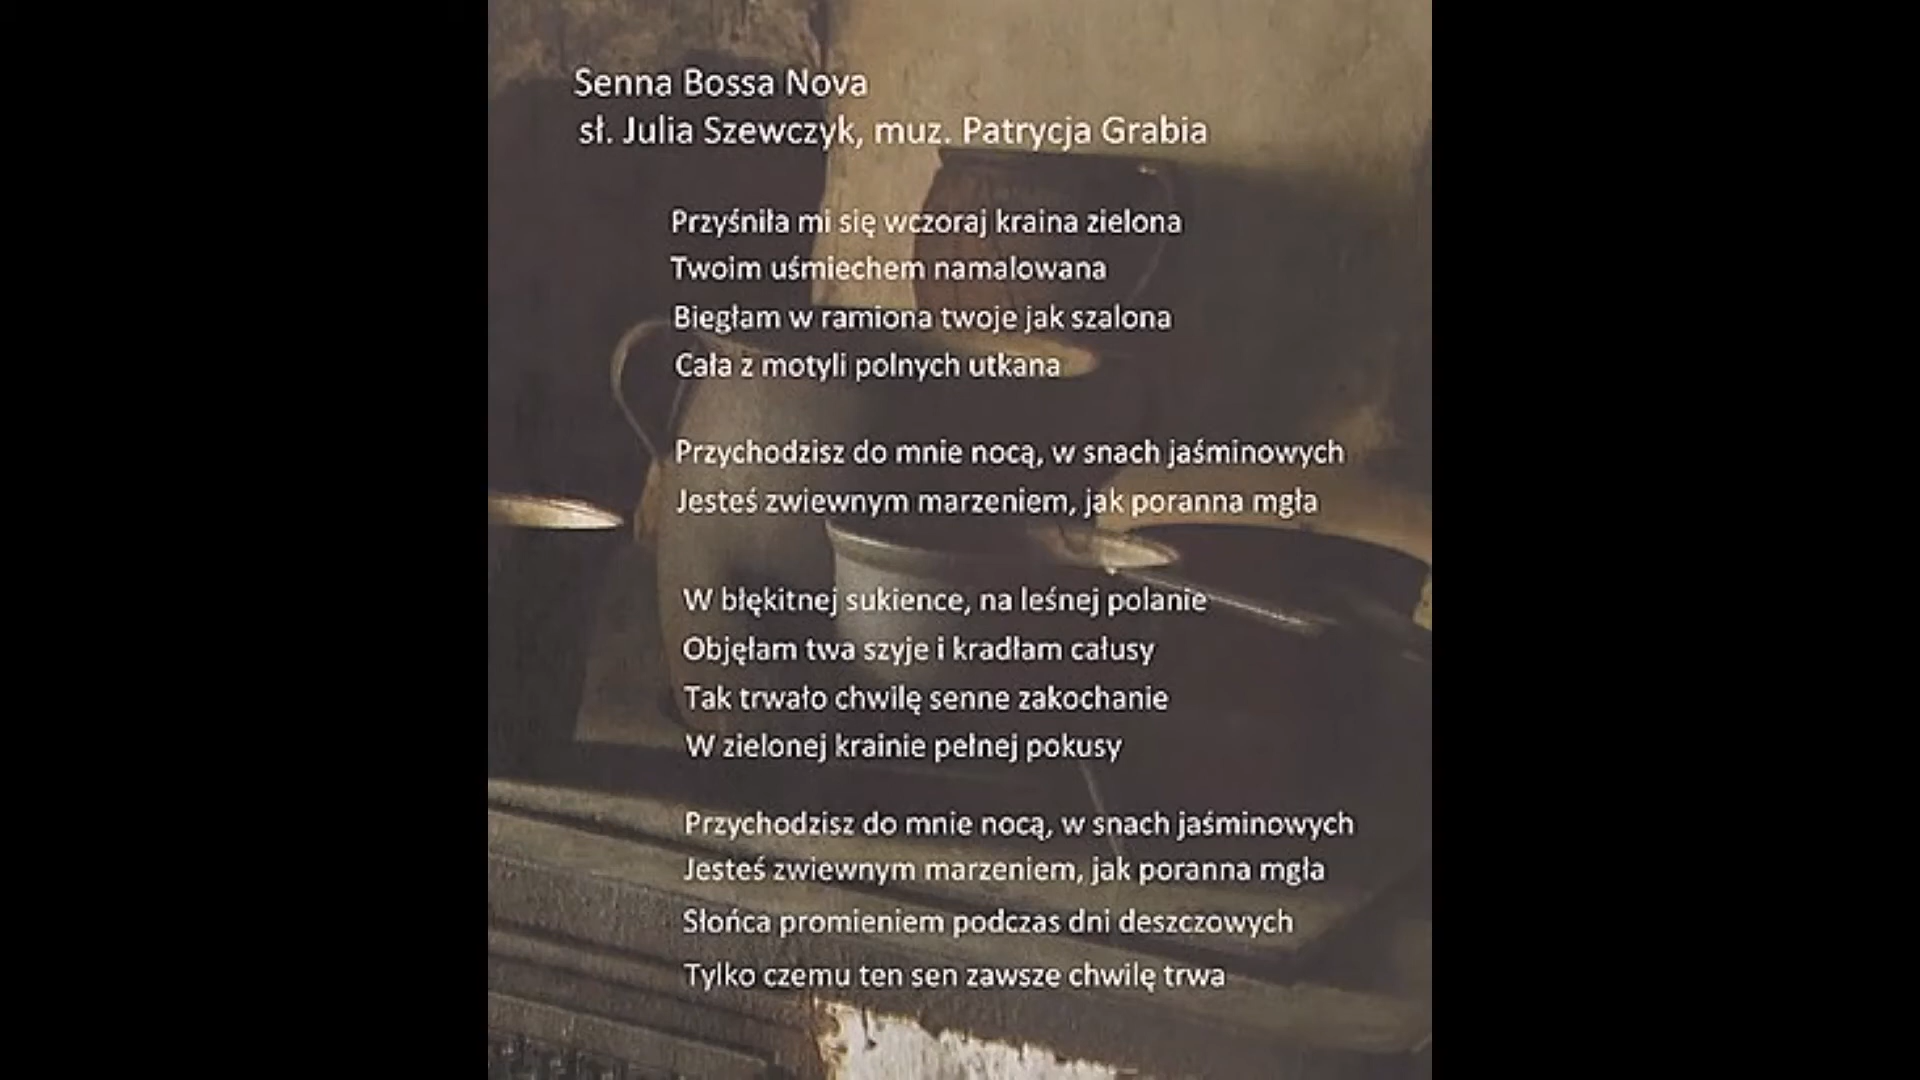 Senna Bossa Nova
sł. Julia Szewczyk, muz. Patrycja Grabia
Przyśniła mi się wczoraj kraina zielona
Twoim uśmiechem namalowana
Biegłam w ramiona twoje jak szalona
Cała z motyli polnych utkana
Przychodzisz do mnie nocą, w snach jaśminowych
Jesteś zwiewnym marzeniem, jak poranna mgła
W błękitnej sukience, na leśnej polanie
Objęłam twa szyje i kradłam całusy
Tak trwało chwilę senne zakochanie
W zielonej krainie pełnej pokusy
Przychodzisz do mnie nocą, w snach jaśminowych
Jesteś zwiewnym marzeniem, jak poranna mgła
Słońca promieniem podczas dni deszczowych
Tylko czemu ten sen zawsze chwilę trwa